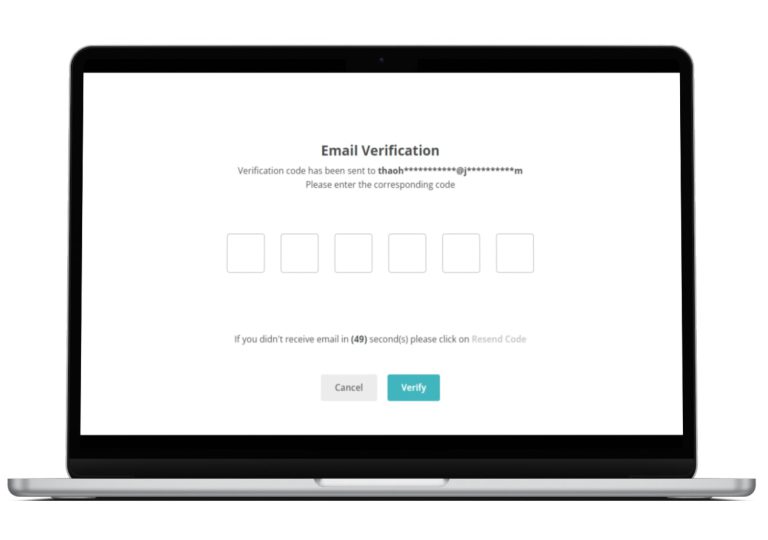 Email Verification
Verification code has been sent to thaoh***********@j**********m
Please enter the corresponding code
If you didn't receive email in (49) second(s) please click on Resend Code
Cancel
Verify